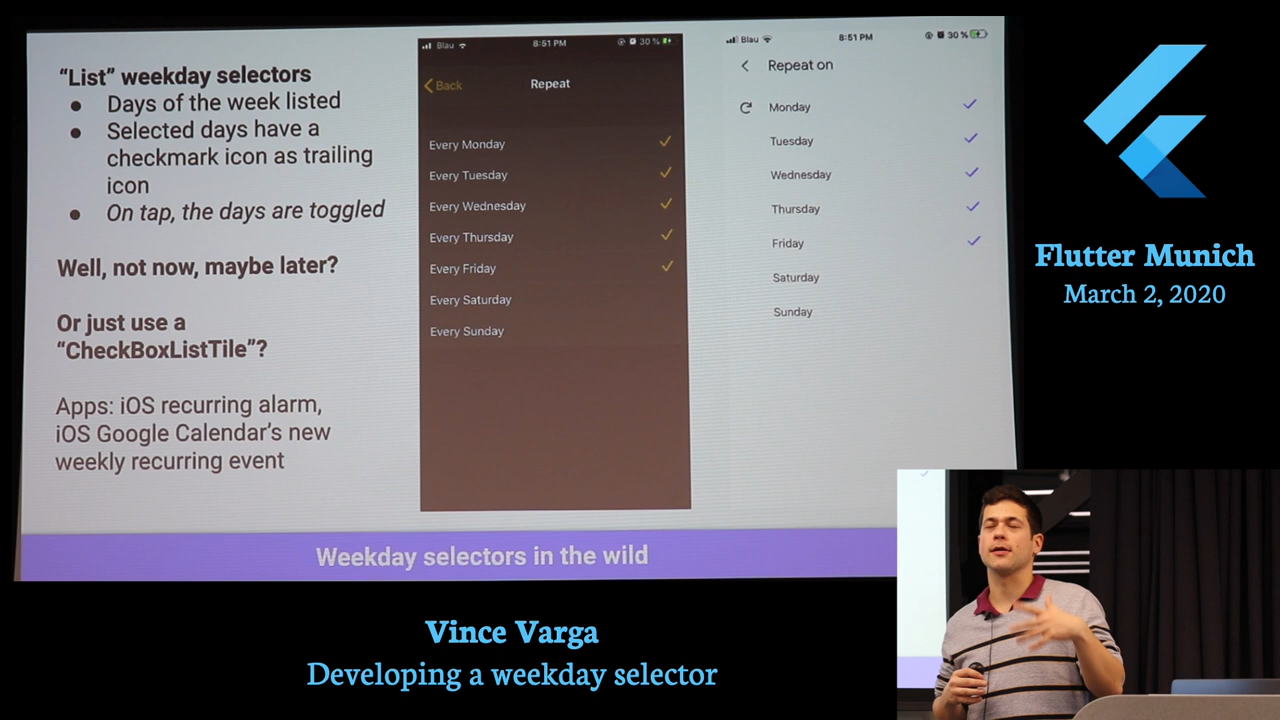 “List” weekday selectors
● Days of the week listed
● Selected days have a
checkmark icon as trailing
icon
● On tap, the days are toggled
Well, not now, maybe later?
Or just use a
“CheckBoxListTile”?
Apps: iOS recurring alarm,
iOS Google Calendar’s new
weekly recurring event
Blau 8:51 PM 30 %
Back Repeat
Every Monday
Every Tuesday
Every Wednesday
Every Thursday
Every Friday
Every Saturday
Every Sunday
Blau 8:51 PM 30 %
Repeat on
Monday
Tuesday
Wednesday
Thursday
Friday
Saturday
Sunday
Weekday selectors in the wild
Flutter Munich
March 2, 2020
Vince Varga
Developing a weekday selector